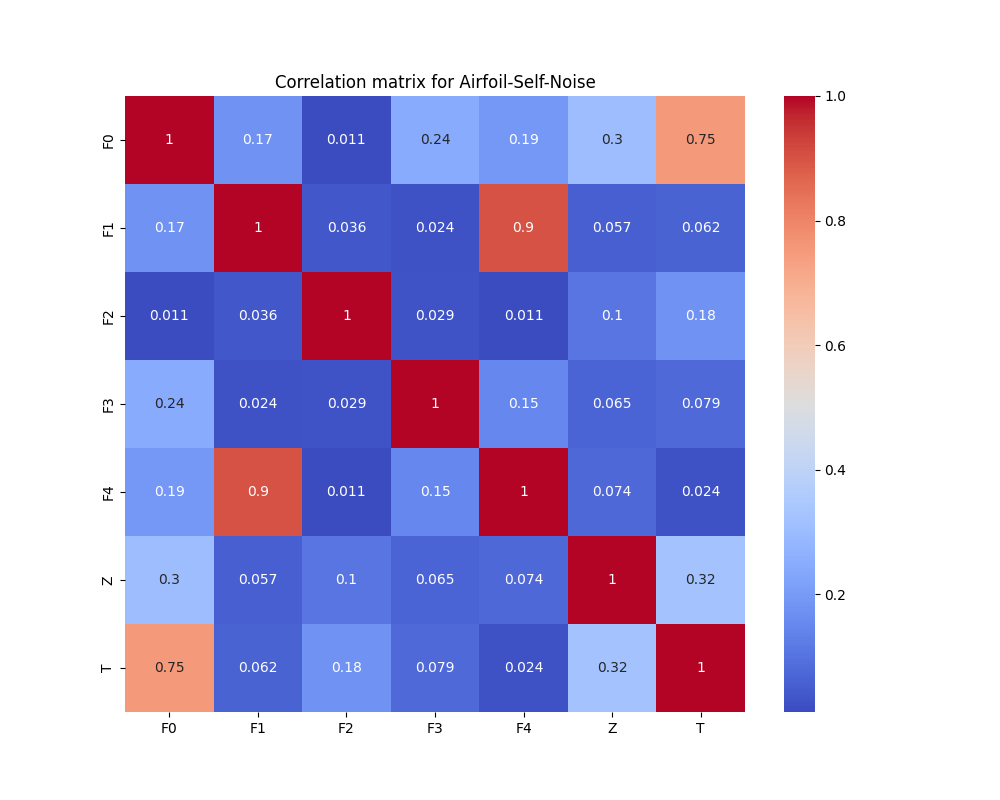 Correlation matrix for Airfoil-Self-Noise
F0 1 0.17 0.011 0.24 0.19 0.3 0.75
F1 0.17 1 0.036 0.024 0.9 0.057 0.062
F2 0.011 0.036 1 0.029 0.011 0.1 0.18
F3 0.24 0.024 0.029 1 0.15 0.065 0.079
F4 0.19 0.9 0.011 0.15 1 0.074 0.024
Z 0.3 0.057 0.1 0.065 0.074 1 0.32
T 0.75 0.062 0.18 0.079 0.024 0.32 1
F0 F1 F2 F3 F4 Z T
1.0
0.8
0.6
0.4
0.2